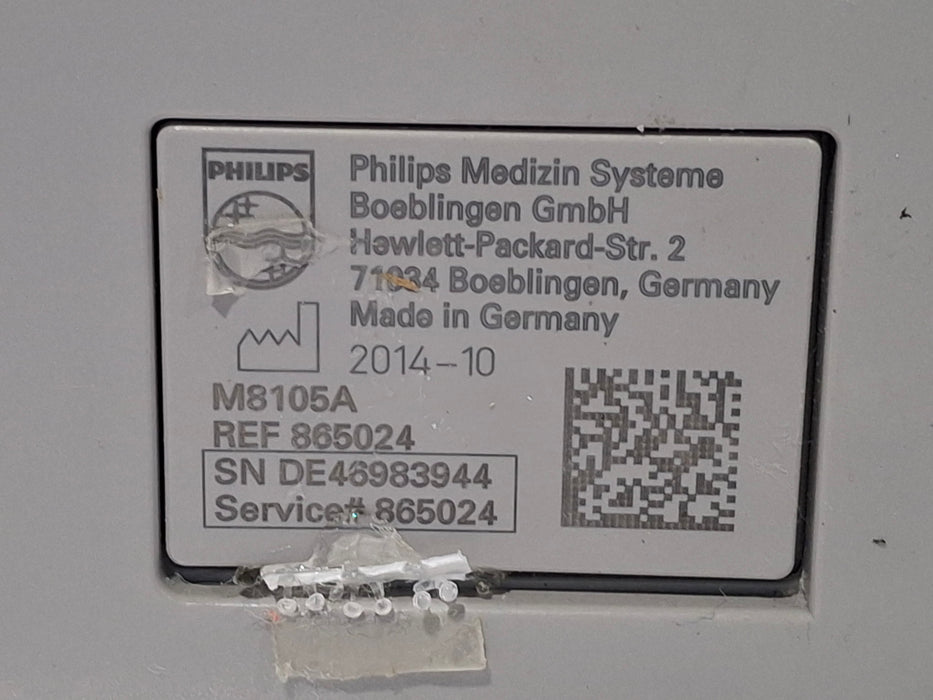 PHILIPS
Philips Medizin Systeme
Boeblingen GmbH
Hewlett-Packard-Str. 2
71034 Boeblingen, Germany
Made in Germany
2014-10
M8105A
REF 865024
SN DE46983944
Service# 865024